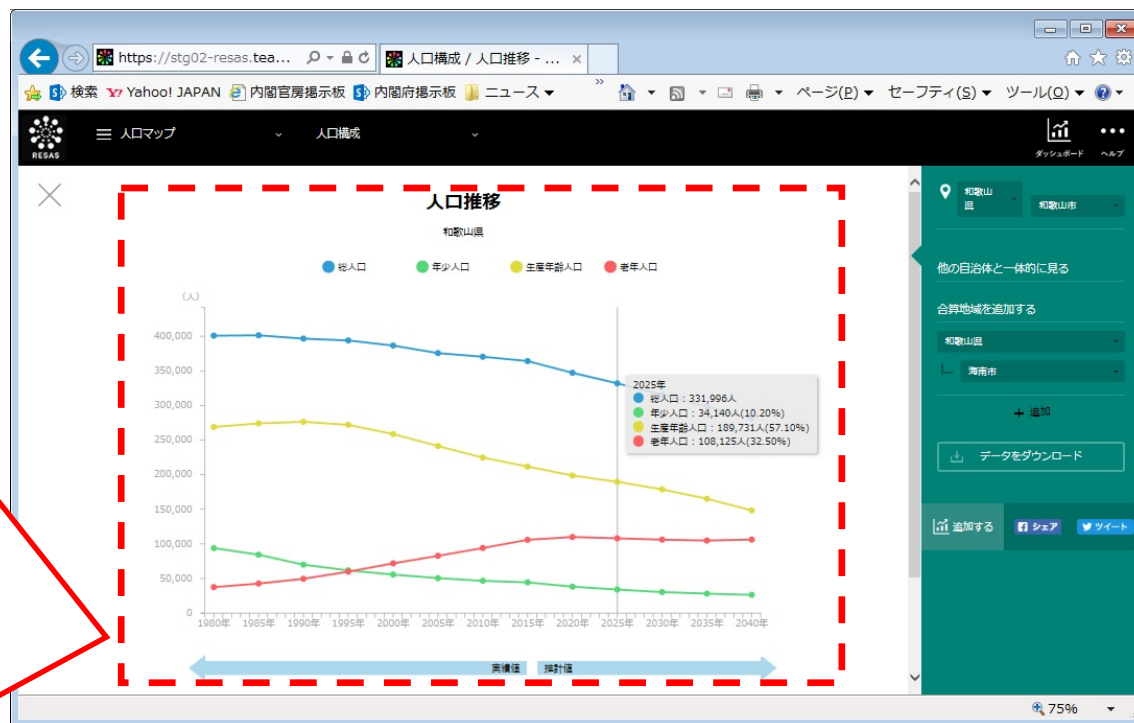 https://stg02-resas.tea...
人口構成 / 人口推移 - ...
検索 Yahoo! JAPAN 内閣官房掲示板 内閣府掲示板 ニュース ページ(P) セーフティ(S) ツール(O)
RESAS
人口マップ 人口構成
ダッシュボード ヘルプ
人口推移
和歌山県
総人口 年少人口 生産年齢人口 老年人口
(人)
400,000
350,000
300,000
250,000
200,000
150,000
100,000
50,000
0
1980年 1985年 1990年 1995年 2000年 2005年 2010年 2015年 2020年 2025年 2030年 2035年 2040年
2025年
総人口：331,996人
年少人口：34,140人(10.20%)
生産年齢人口：189,731人(57.10%)
老年人口：108,125人(32.50%)
実績値 推計値
和歌山
県
和歌山市
他の自治体と一体的に見る
合算地域を追加する
和歌山県
海南市
+ 追加
データをダウンロード
追加する シェア ツイート
75%